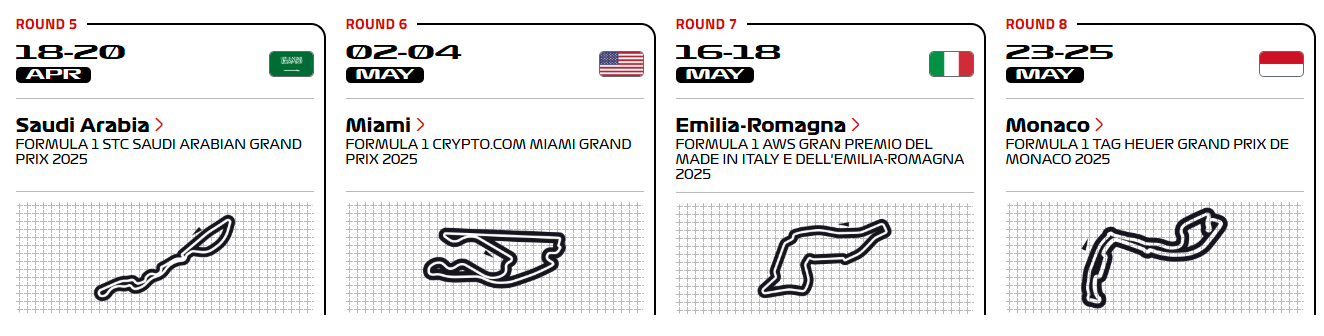 ROUND 5
18-20
APR
Saudi Arabia
FORMULA 1 STC SAUDI ARABIAN GRAND
PRIX 2025
ROUND 6
02-04
MAY
Miami
FORMULA 1 CRYPTO.COM MIAMI GRAND
PRIX 2025
ROUND 7
16-18
MAY
Emilia-Romagna
FORMULA 1 AWS GRAN PREMIO DEL
MADE IN ITALY E DELL'EMILIA-ROMAGNA
2025
ROUND 8
23-25
MAY
Monaco
FORMULA 1 TAG HEUER GRAND PRIX DE
MONACO 2025